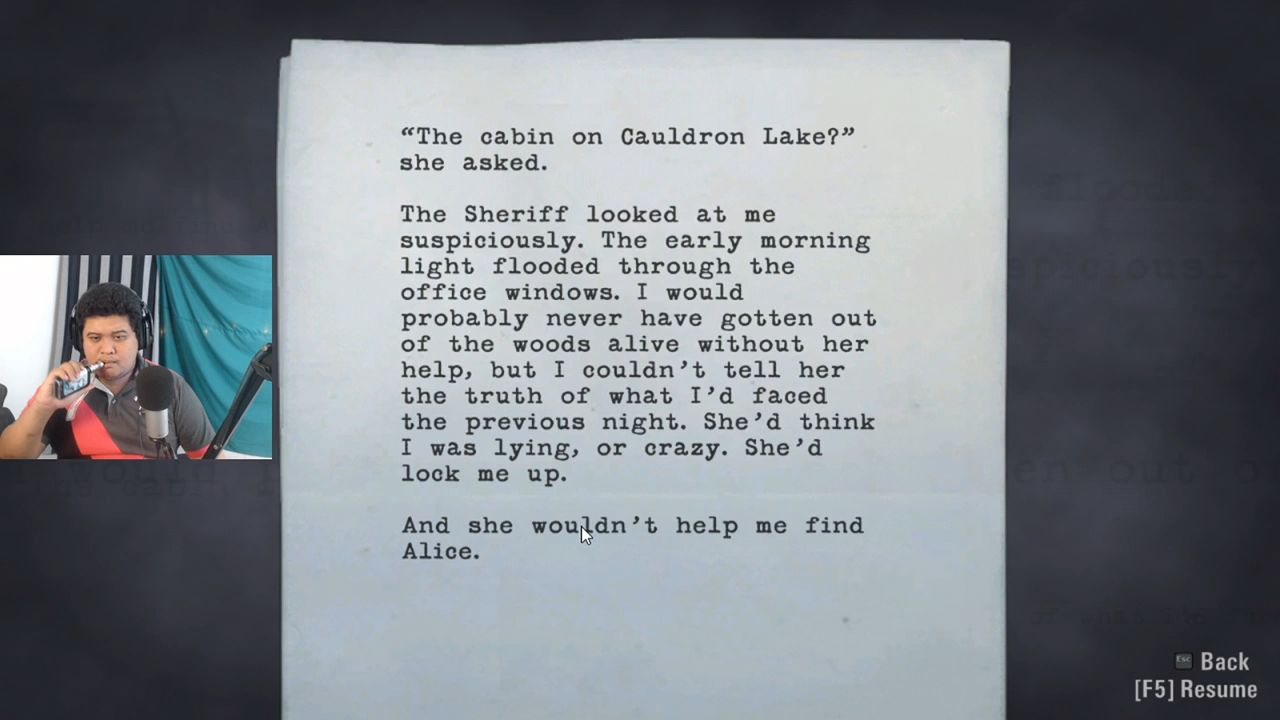 “The cabin on Cauldron Lake?”
she asked.
The Sheriff looked at me
suspiciously. The early morning
light flooded through the
office windows. I would
probably never have gotten out
of the woods alive without her
help, but I couldn’t tell her
the truth of what I’d faced
the previous night. She’d think
I was lying, or crazy. She’d
lock me up.
And she wouldn’t help me find
Alice.
Esc Back
[F5] Resume